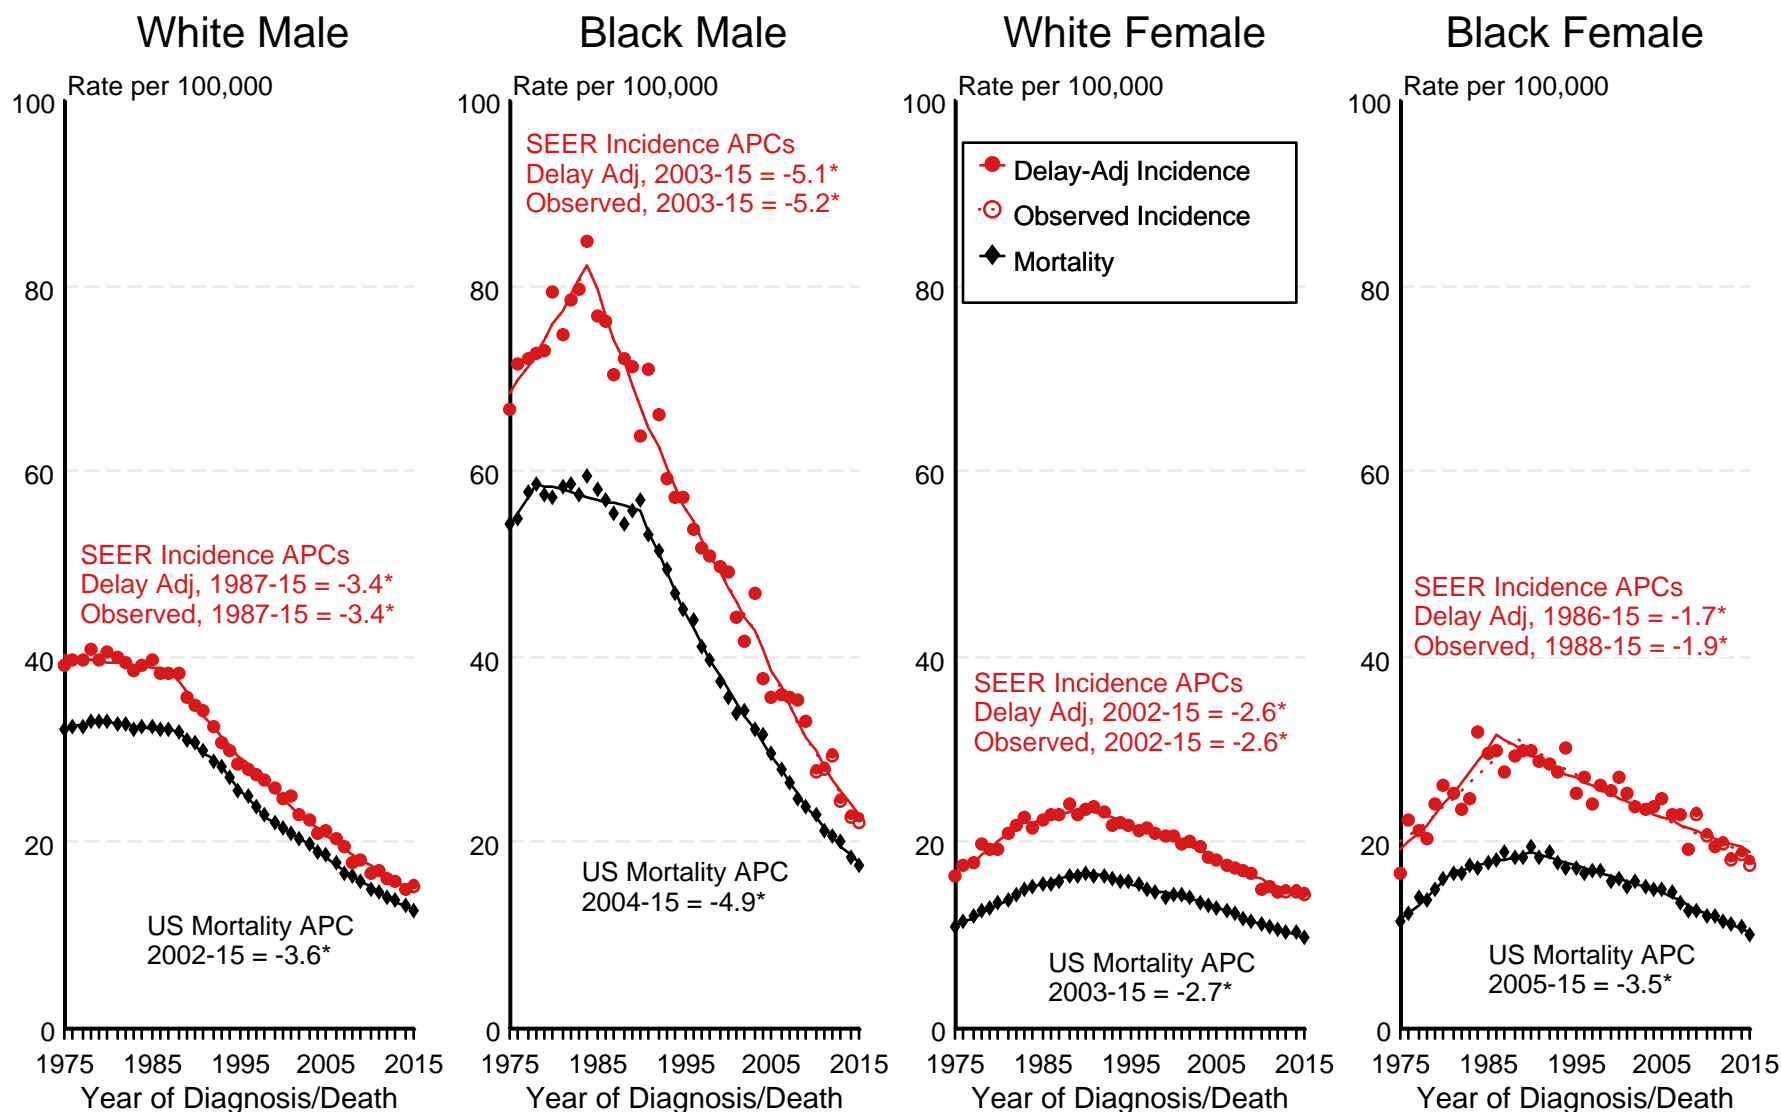 White Male
Rate per 100,000
100
80
60
40
20
0
SEER Incidence APCs
Delay Adj, 1987-15 = -3.4*
Observed, 1987-15 = -3.4*
US Mortality APC
2002-15 = -3.6*
1975 1985 1995 2005 2015
Year of Diagnosis/Death
Black Male
Rate per 100,000
100
80
60
40
20
0
SEER Incidence APCs
Delay Adj, 2003-15 = -5.1*
Observed, 2003-15 = -5.2*
US Mortality APC
2004-15 = -4.9*
1975 1985 1995 2005 2015
Year of Diagnosis/Death
White Female
Rate per 100,000
100
80
60
40
20
0
Delay-Adj Incidence
Observed Incidence
Mortality
SEER Incidence APCs
Delay Adj, 2002-15 = -2.6*
Observed, 2002-15 = -2.6*
US Mortality APC
2003-15 = -2.7*
1975 1985 1995 2005 2015
Year of Diagnosis/Death
Black Female
Rate per 100,000
100
80
60
40
20
0
SEER Incidence APCs
Delay Adj, 1986-15 = -1.7*
Observed, 1988-15 = -1.9*
US Mortality APC
2005-15 = -3.5*
1975 1985 1995 2005 2015
Year of Diagnosis/Death